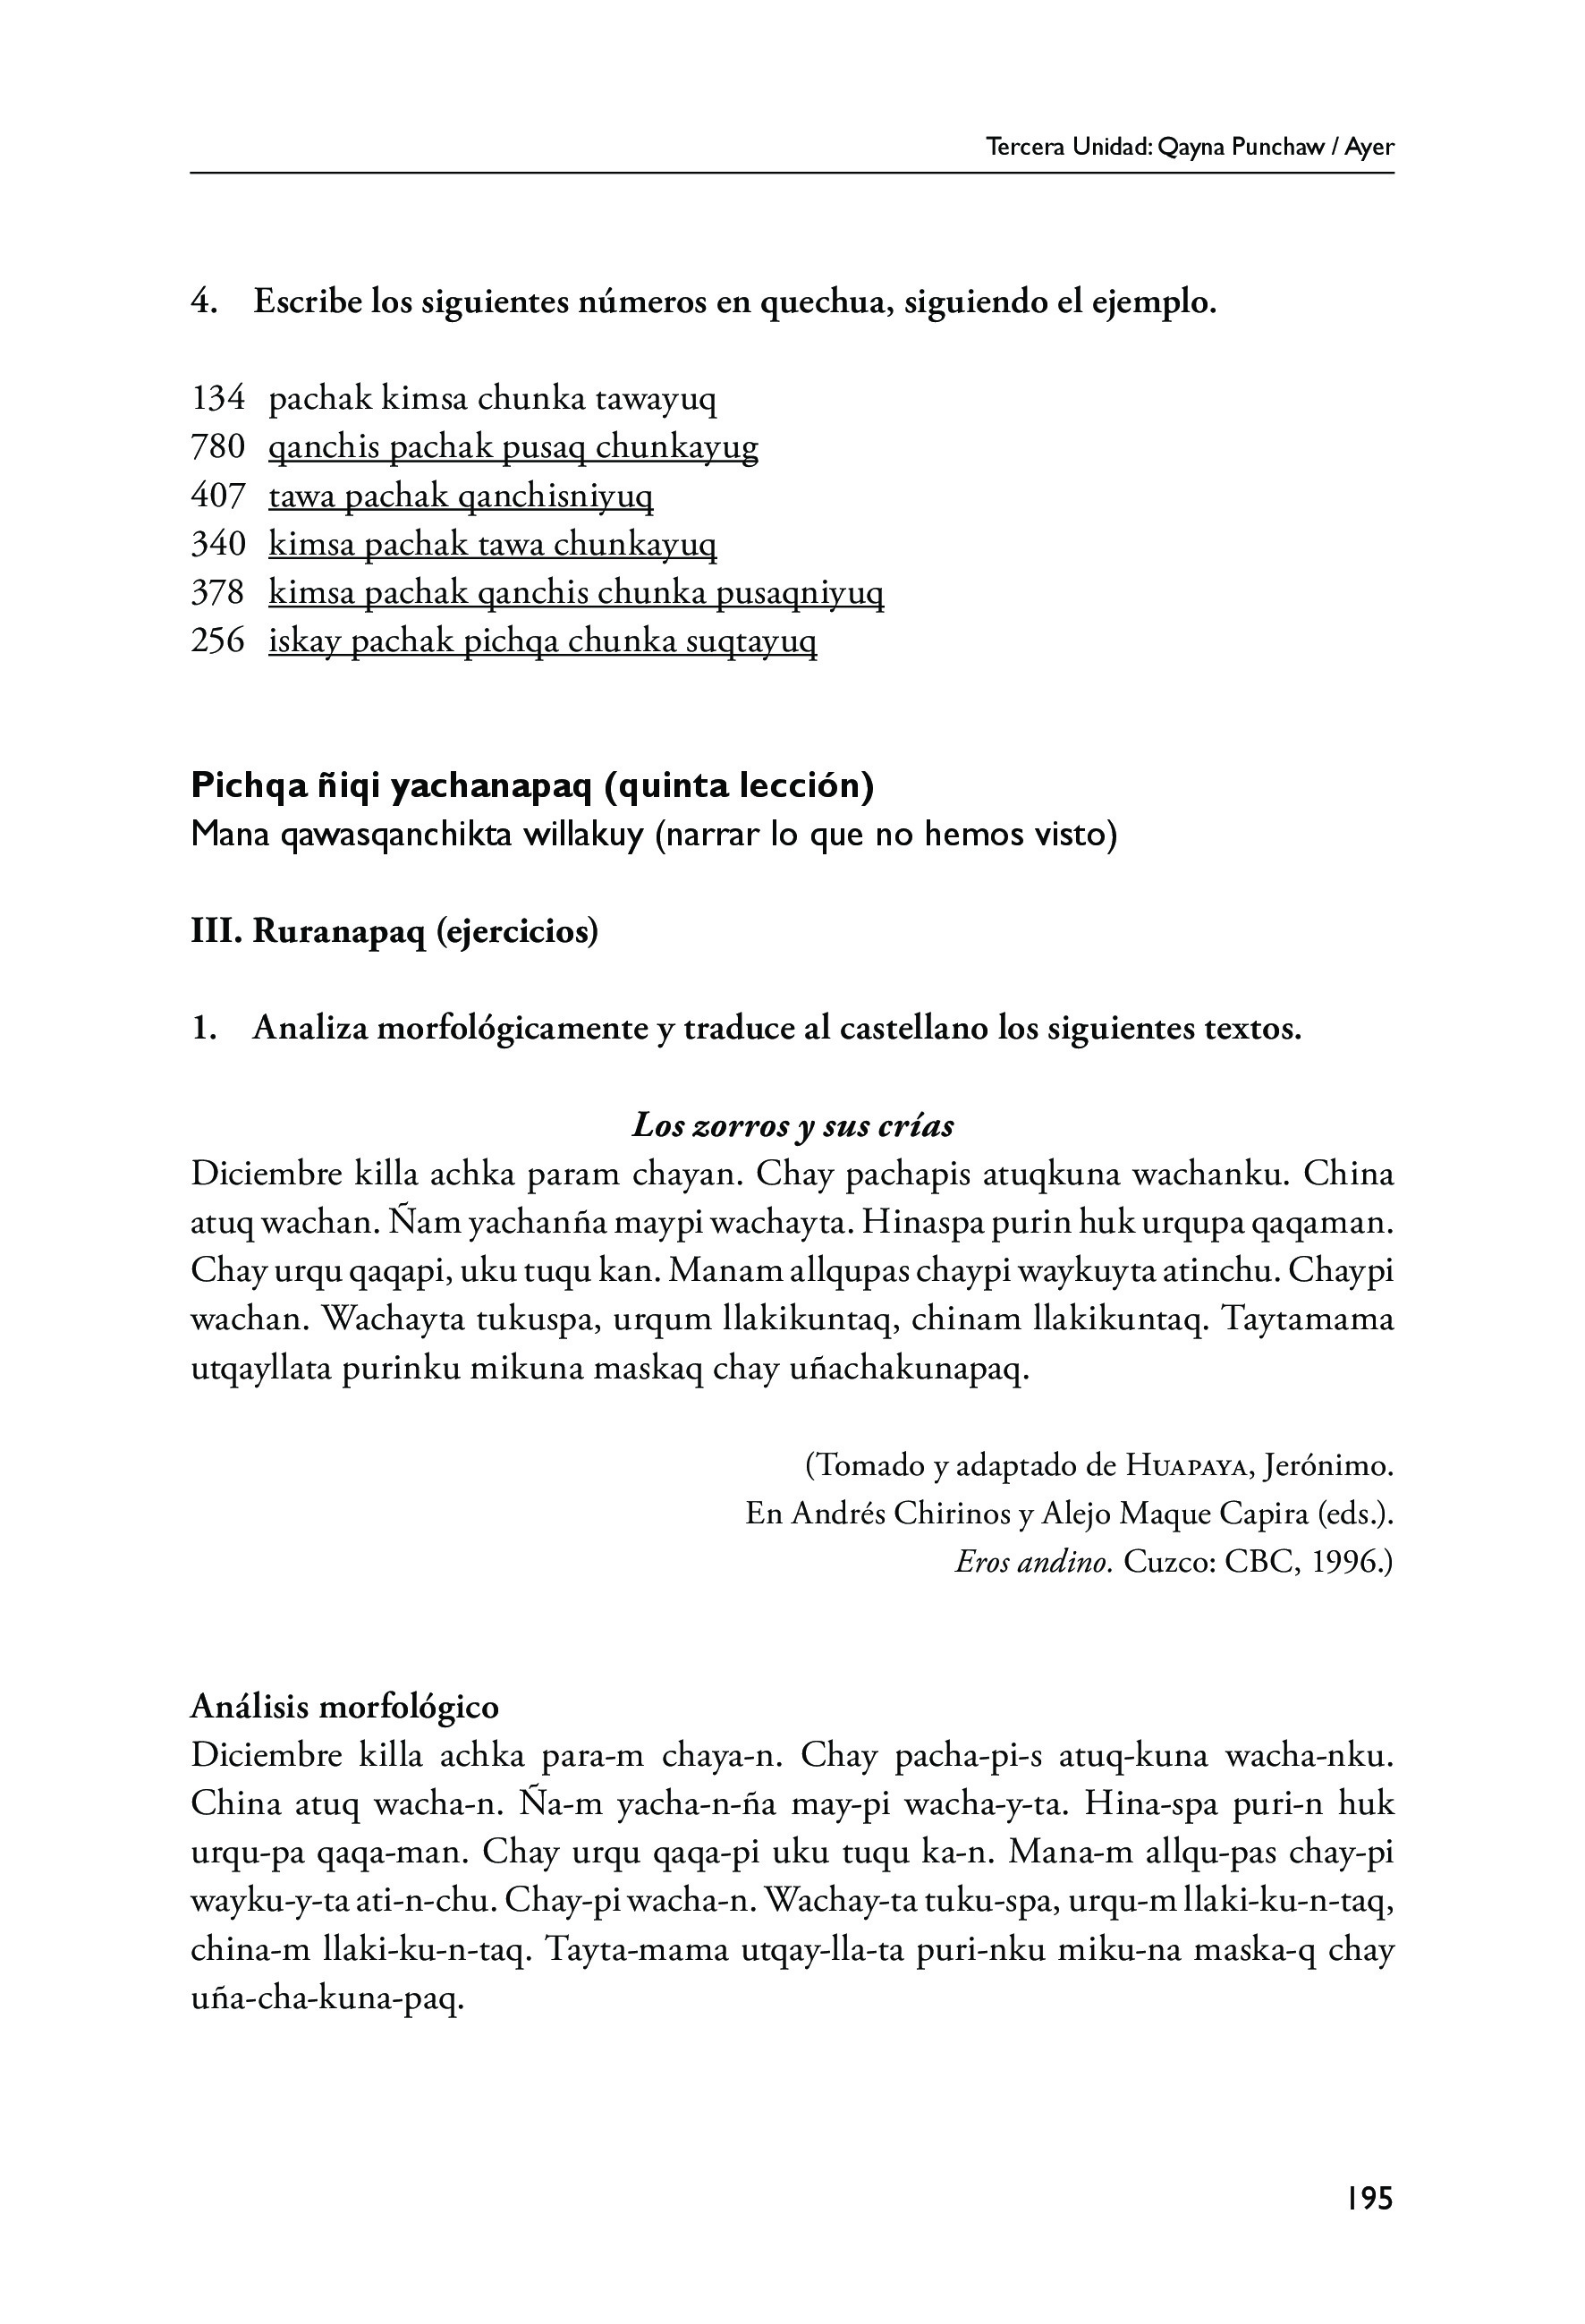 Tercera Unidad: Qayna Punchaw / Ayer
4. Escribe los siguientes números en quechua, siguiendo el ejemplo.
134 pachak kimsa chunka tawayuq
780 qanchis pachak pusaq chunkayug
407 tawa pachak qanchisniyuq
340 kimsa pachak tawa chunkayuq
378 kimsa pachak qanchis chunka pusaqniyuq
256 iskay pachak pichqa chunka suqtayuq
Pichqa ñiqi yachanapaq (quinta lección)
Mana qawasqanchikta willakuy (narrar lo que no hemos visto)
III. Ruranapaq (ejercicios)
1. Analiza morfológicamente y traduce al castellano los siguientes textos.
Los zorros y sus crías
Diciembre killa achka param chayan. Chay pachapis atuqkuna wachanku. China
atuq wachan. Ñam yachanña maypi wachayta. Hinaspa purin huk urqupa qaqaman.
Chay urqu qaqapi, uku tuqu kan. Manam allqupas chaypi waykuyta atinchu. Chaypi
wachan. Wachayta tukuspa, urqum llakikuntaq, chinam llakikuntaq. Taytamama
utqayllata purinku mikuna maskaq chay uñachakunapaq.
(Tomado y adaptado de Huapaya, Jerónimo.
En Andrés Chirinos y Alejo Maque Capira (eds.).
Eros andino. Cuzco: CBC, 1996.)
Análisis morfológico
Diciembre killa achka para-m chaya-n. Chay pacha-pi-s atuq-kuna wacha-nku.
China atuq wacha-n. Ña-m yacha-n-ña may-pi wacha-y-ta. Hina-spa puri-n huk
urqu-pa qaqa-man. Chay urqu qaqa-pi uku tuqu ka-n. Mana-m allqu-pas chay-pi
wayku-y-ta ati-n-chu. Chay-pi wacha-n. Wachay-ta tuku-spa, urqu-m llaki-ku-n-taq,
china-m llaki-ku-n-taq. Tayta-mama utqay-lla-ta puri-nku miku-na maska-q chay
uña-cha-kuna-paq.
195